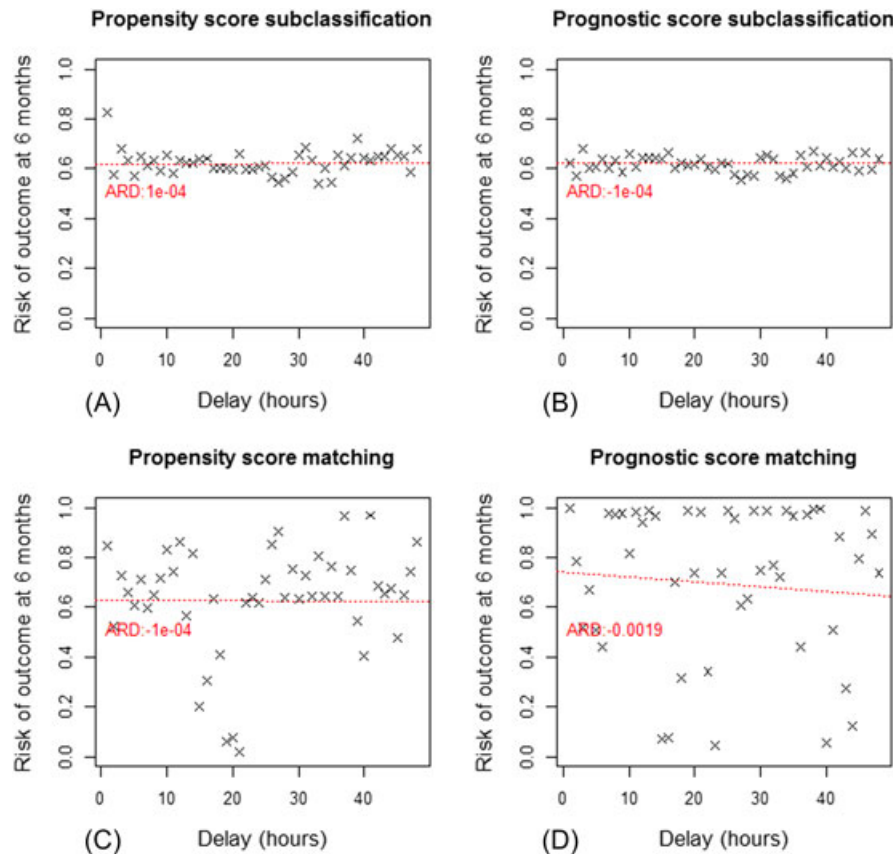 Propensity score subclassification
Risk of outcome at 6 months
1.0
0.8
0.6
0.4
0.2
0.0
ARD:1e-04
0 20 40
(A) Delay (hours)
Prognostic score subclassification
Risk of outcome at 6 months
1.0
0.8
0.6
0.4
0.2
0.0
ARD:-1e-04
0 10 20 30 40
(B) Delay (hours)
Propensity score matching
Risk of outcome at 6 months
1.0
0.8
0.6
0.4
0.2
0.0
ARD:-1e-04
0 20 40
(C) Delay (hours)
Prognostic score matching
Risk of outcome at 6 months
1.0
0.8
0.6
0.4
0.2
0.0
ARD:-0.0019
0 10 20 30 40
(D) Delay (hours)